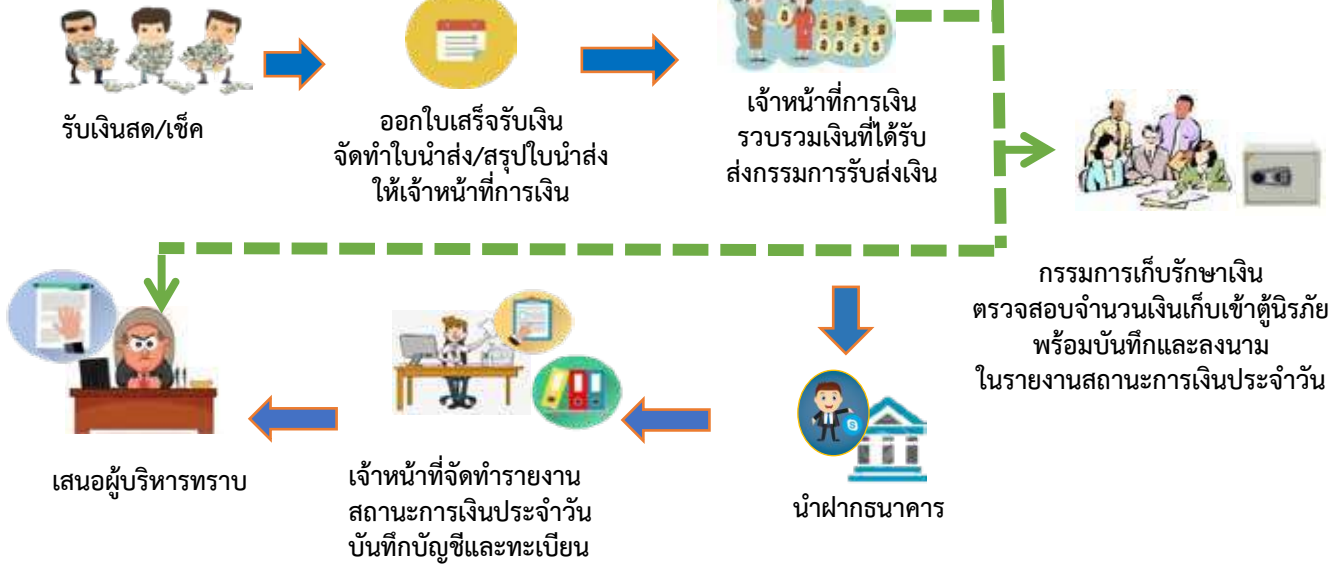 รับเงินสด/เช็ค
ออกใบเสร็จรับเงิน
จัดทำใบนำส่ง/สรุปใบนำส่ง
ให้เจ้าหน้าที่การเงิน
เจ้าหน้าที่การเงิน
รวบรวมเงินที่ได้รับ
ส่งกรรมการรับส่งเงิน
กรรมการเก็บรักษาเงิน
ตรวจสอบจำนวนเงินเก็บเข้าตู้นิรภัย
พร้อมบันทึกและลงนาม
ในรายงานสถานะการเงินประจำวัน
นำฝากธนาคาร
เจ้าหน้าที่จัดทำรายงาน
สถานะการเงินประจำวัน
บันทึกบัญชีและทะเบียน
เสนอผู้บริหารทราบ